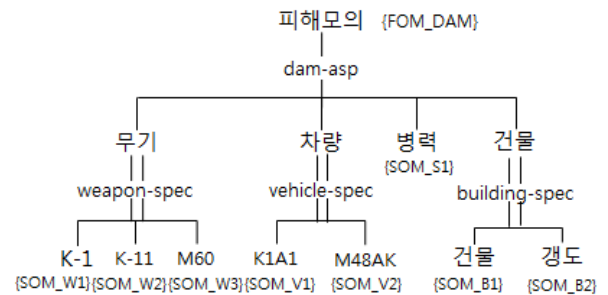 피해모의 {FOM_DAM}
dam-asp
무기 차량 병력 건물
{SOM_S1}
weapon-spec vehicle-spec building-spec
K-1 K-11 M60 K1A1 M48AK 건물 갱도
{SOM_W1} {SOM_W2} {SOM_W3} {SOM_V1} {SOM_V2} {SOM_B1} {SOM_B2}